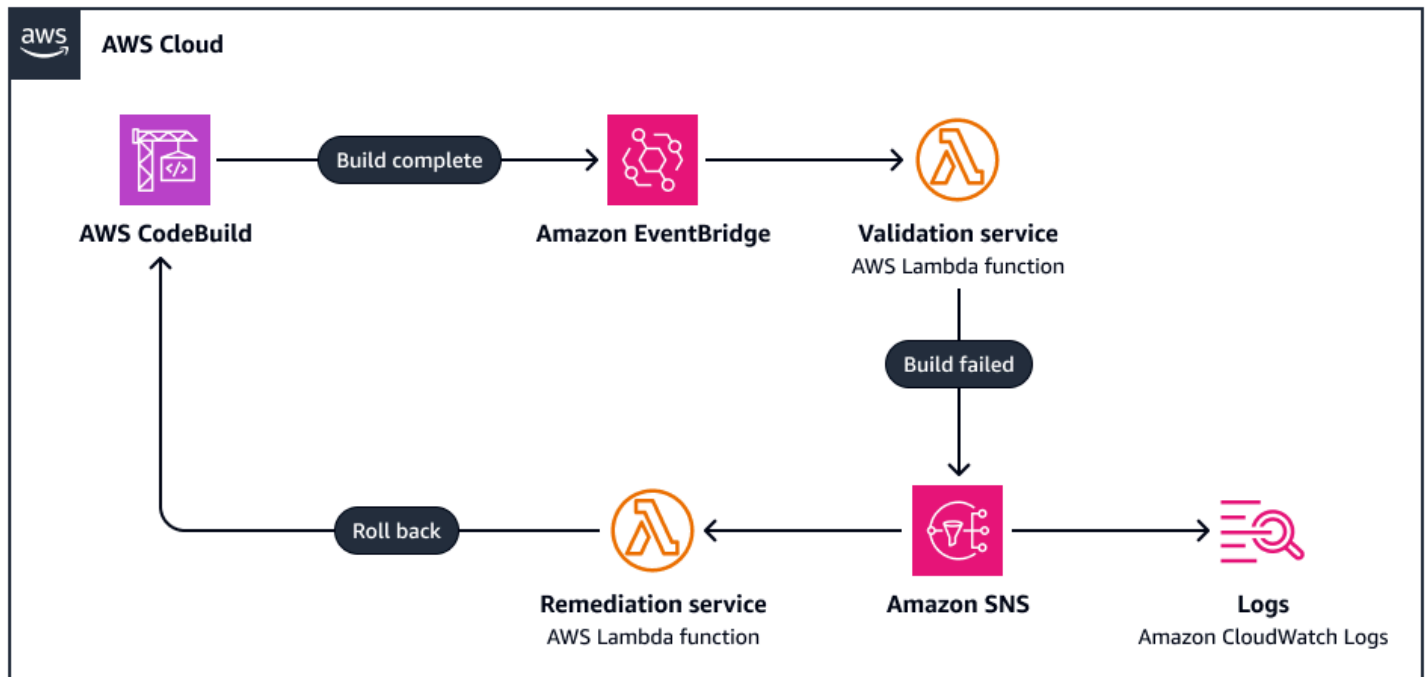 aws
AWS Cloud
</>
Build complete
AWS CodeBuild
Amazon EventBridge
Validation service
AWS Lambda function
Build failed
Roll back
Remediation service
AWS Lambda function
Amazon SNS
Logs
Amazon CloudWatch Logs